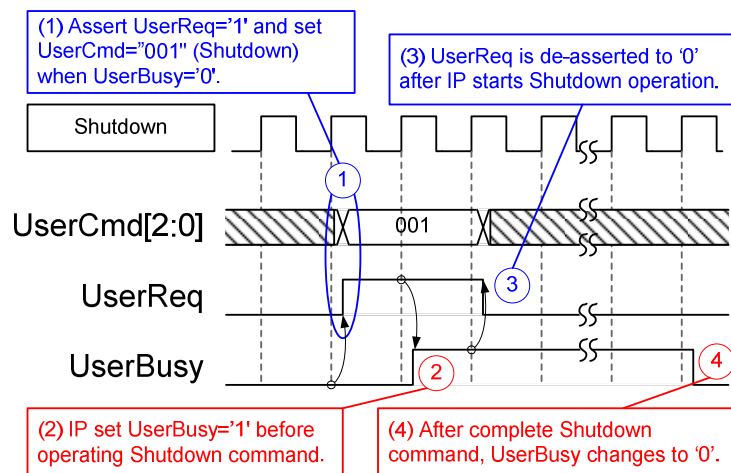 (1) Assert UserReq='1' and set
UserCmd="001" (Shutdown)
when UserBusy='0'.
(3) UserReq is de-asserted to '0'
after IP starts Shutdown operation.
Shutdown
1
UserCmd[2:0]
001
UserReq
3
UserBusy
2
4
(2) IP set UserBusy='1' before
operating Shutdown command.
(4) After complete Shutdown
command, UserBusy changes to '0'.